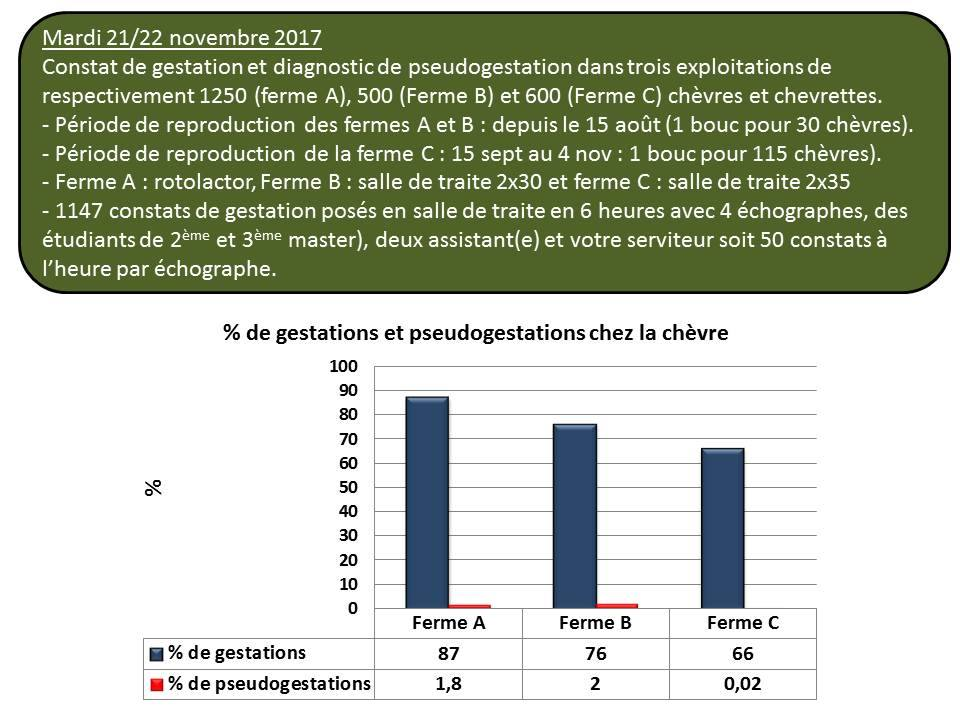 Mardi 21/22 novembre 2017
Constat de gestation et diagnostic de pseudogestation dans trois exploitations de
respectivement 1250 (ferme A), 500 (Ferme B) et 600 (Ferme C) chèvres et chevrettes.
- Période de reproduction des fermes A et B : depuis le 15 août (1 bouc pour 30 chèvres).
- Période de reproduction de la ferme C : 15 sept au 4 nov : 1 bouc pour 115 chèvres).
- Ferme A : rotolactor, Ferme B : salle de traite 2x30 et ferme C : salle de traite 2x35
- 1147 constats de gestation posés en salle de traite en 6 heures avec 4 échographes, des
étudiants de 2ème et 3ème master), deux assistant(e) et votre serviteur soit 50 constats à
l’heure par échographe.
% de gestations et pseudogestations chez la chèvre
%
100
90
80
70
60
50
40
30
20
10
0
Ferme A Ferme B Ferme C
% de gestations 87 76 66
% de pseudogestations 1,8 2 0,02